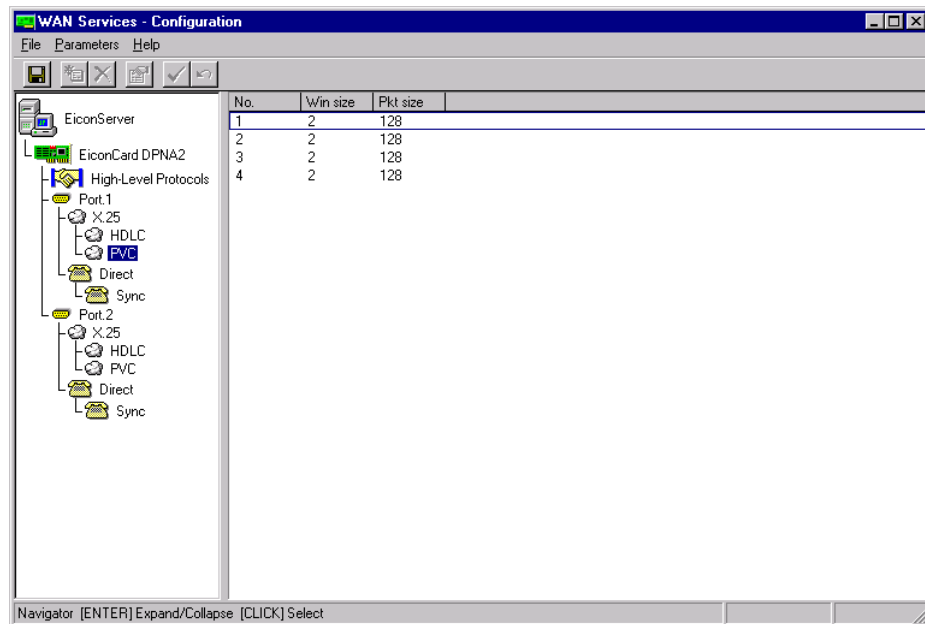 WAN Services - Configuration
File Parameters Help
No. Win size Pkt size
1 2 128
2 2 128
3 2 128
4 2 128
EiconServer
EiconCard DPNA2
High-Level Protocols
Port.1
X.25
HDLC
PVC
Direct
Sync
Port.2
X.25
HDLC
PVC
Direct
Sync
Navigator [ENTER] Expand/Collapse [CLICK] Select